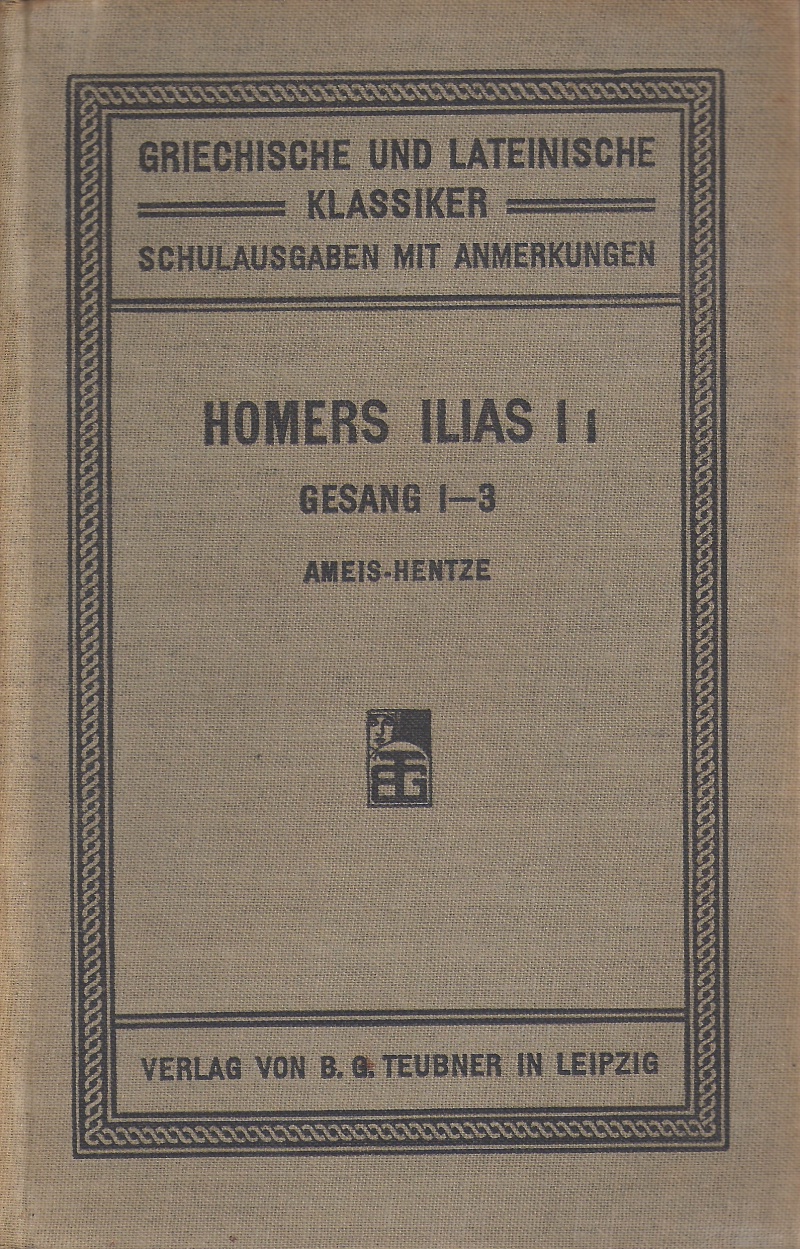 GRIECHISCHE UND LATEINISCHE
KLASSIKER
SCHULAUSGABEN MIT ANMERKUNGEN
HOMERS ILIAS I 1
GESANG 1—3
AMEIS-HENTZE
BTG
VERLAG VON B. G. TEUBNER IN LEIPZIG